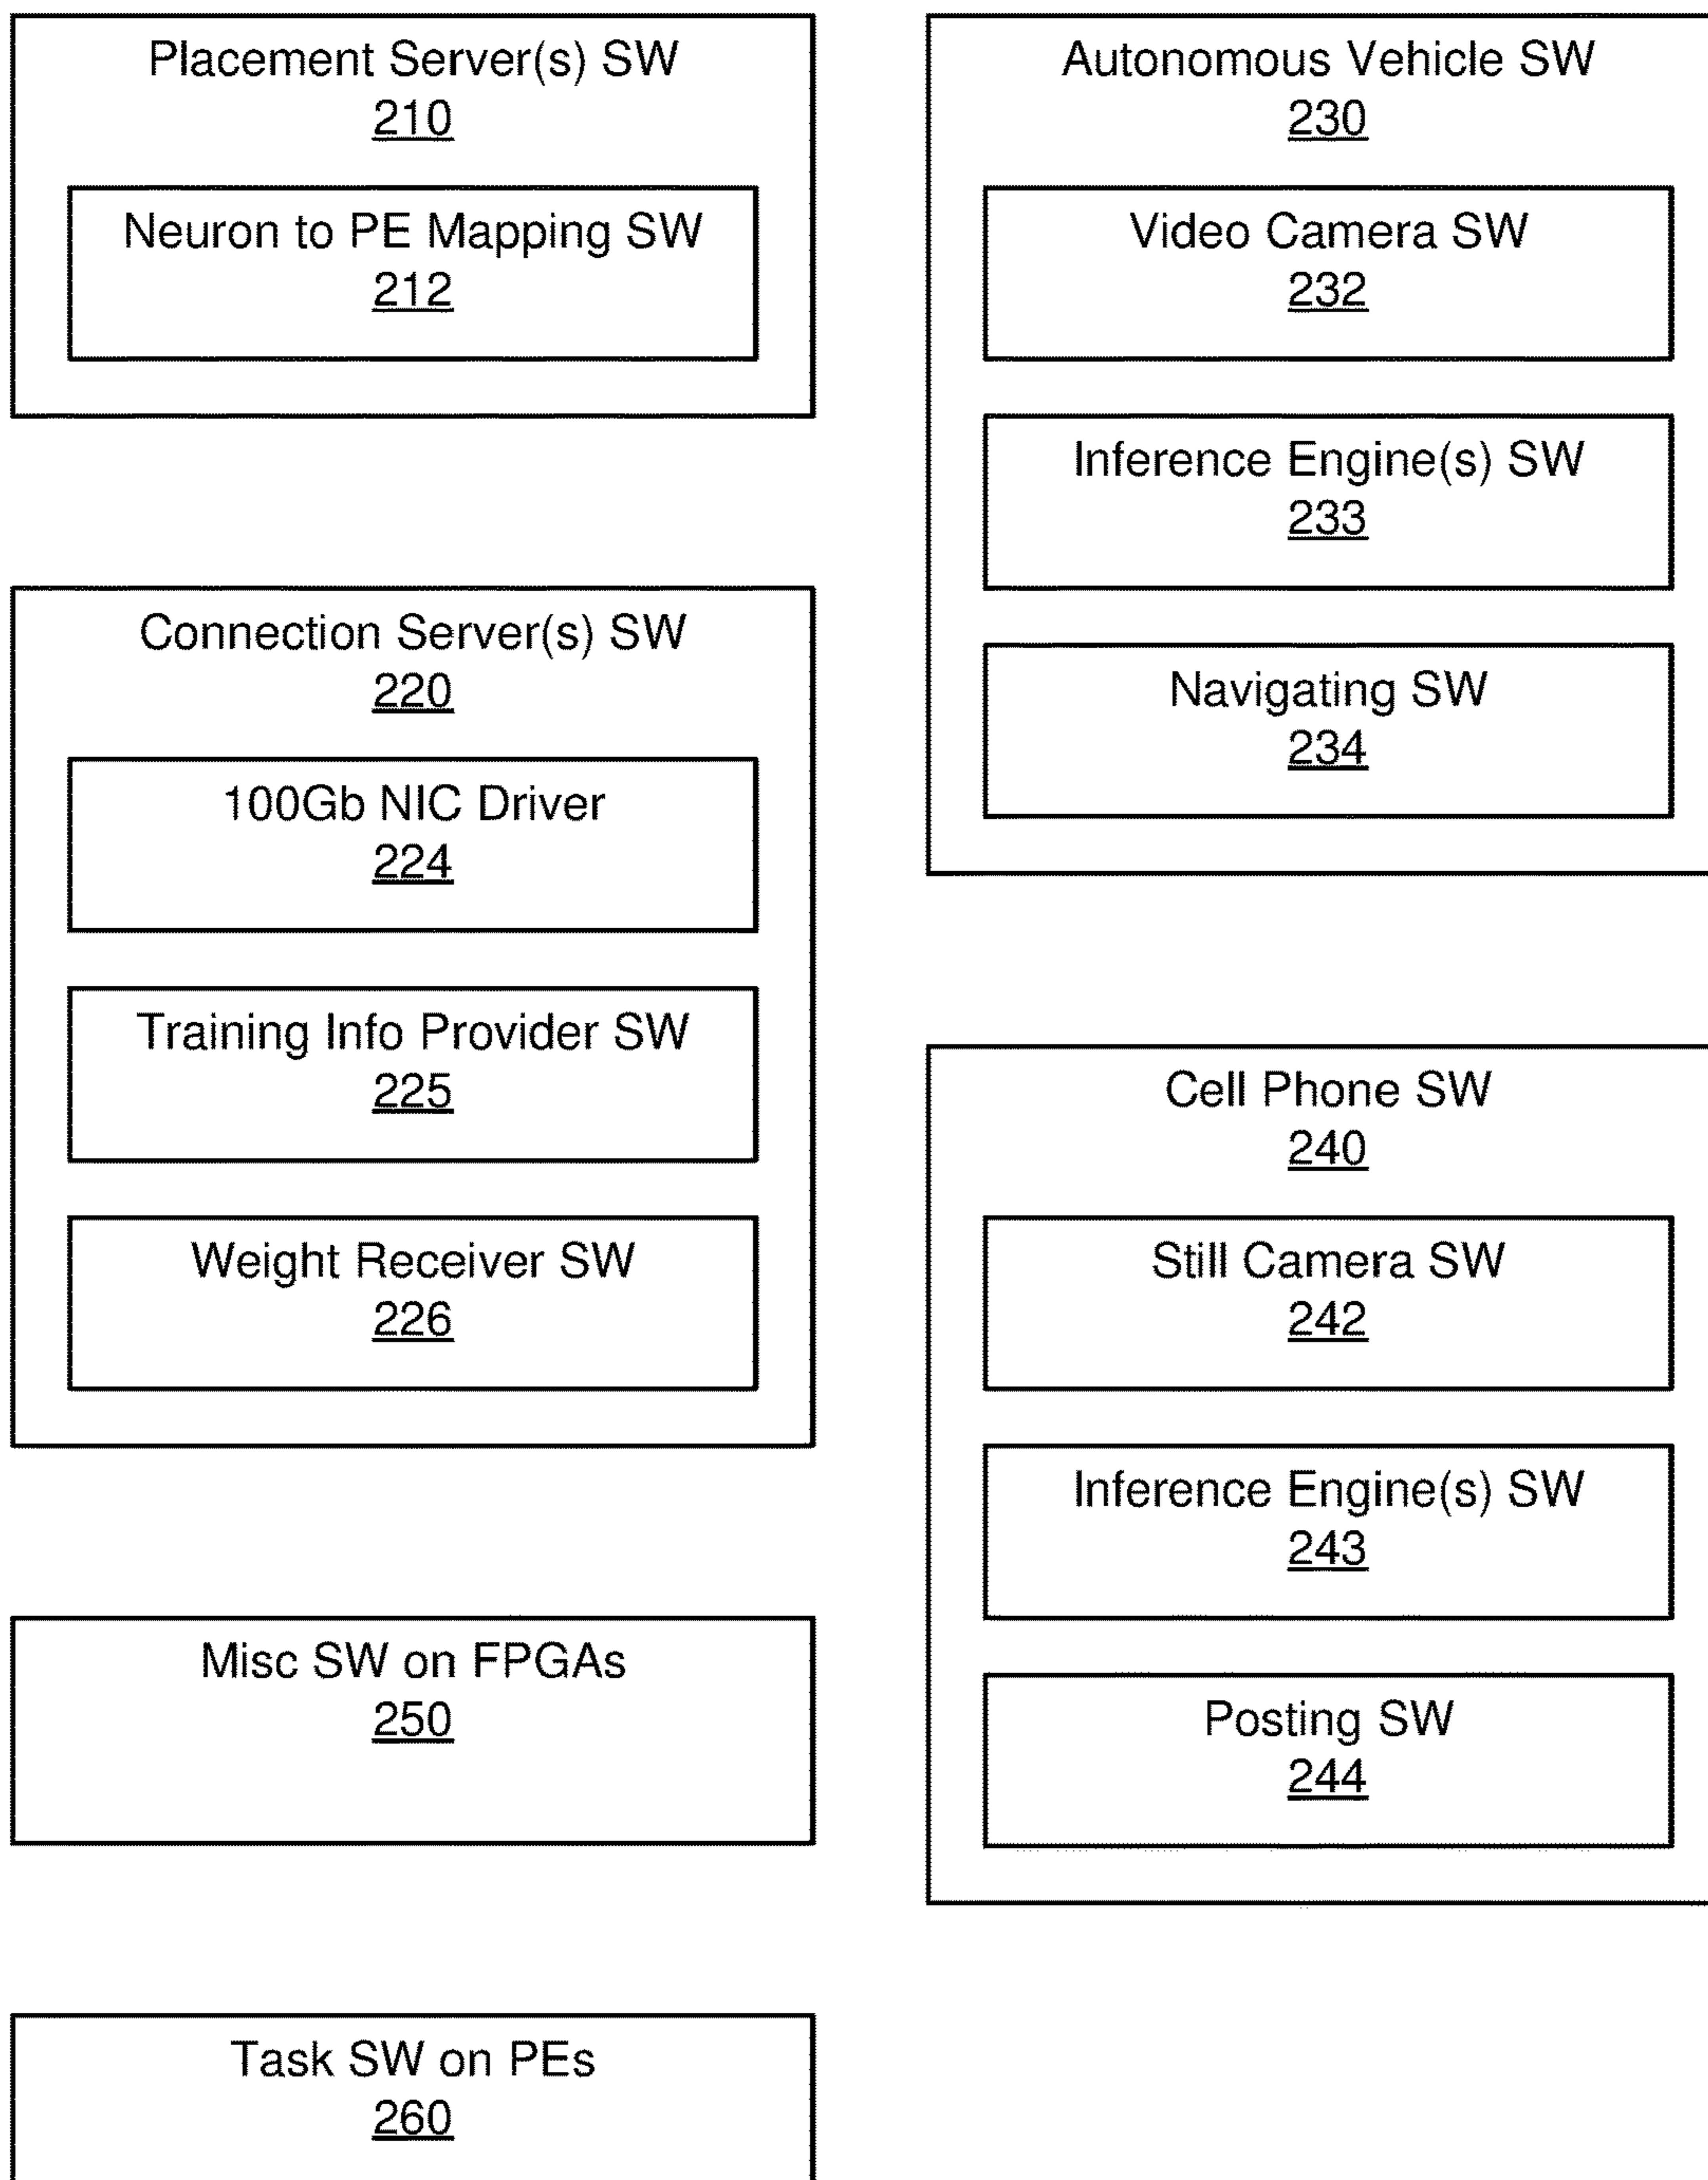 Placement Server(s) SW
210
Neuron to PE Mapping SW
212
Connection Server(s) SW
220
100Gb NIC Driver
224
Training Info Provider SW
225
Weight Receiver SW
226
Misc SW on FPGAs
250
Task SW on PEs
260
Autonomous Vehicle SW
230
Video Camera SW
232
Inference Engine(s) SW
233
Navigating SW
234
Cell Phone SW
240
Still Camera SW
242
Inference Engine(s) SW
243
Posting SW
244